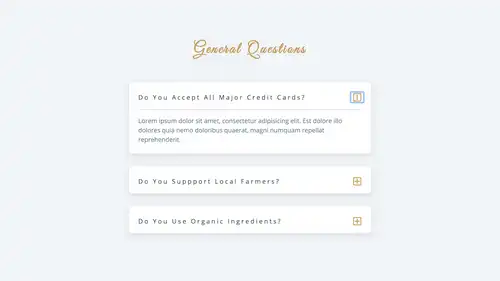 General Questions
Do You Accept All Major Credit Cards?
Lorem ipsum dolor sit amet, consectetur adipisicing elit. Est dolore illo
dolores quia nemo doloribus quaerat, magni numquam repellat
reprehenderit.
Do You Suppport Local Farmers?
Do You Use Organic Ingredients?